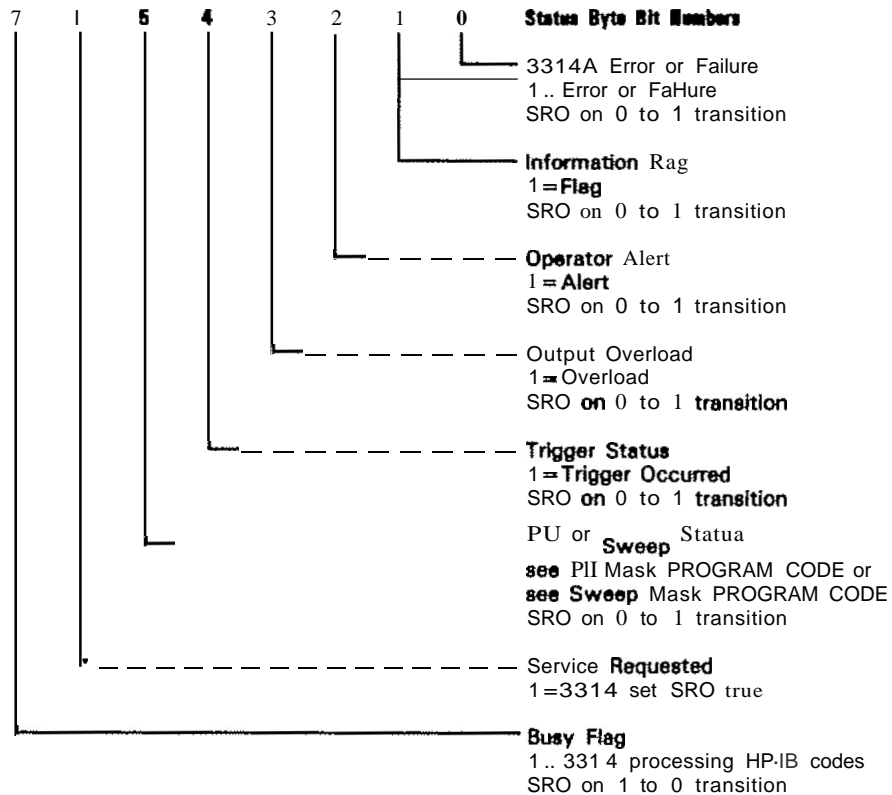 7 I 5 4 3 2 1 0 Status Byte Bit Numbers
3314A Error or Failure
1.. Error or FaHure
SRO on 0 to 1 transition
Information Rag
1=Flag
SRO on 0 to 1 transition
Operator Alert
1=Alert
SRO on 0 to 1 transition
Output Overload
1=Overload
SRO on 0 to 1 transition
Trigger Status
1=Trigger Occurred
SRO on 0 to 1 transition
PU or Sweep Statua
see PlI Mask PROGRAM CODE or
see Sweep Mask PROGRAM CODE
SRO on 0 to 1 transition
Service Requested
1=3314 set SRO true
Busy Flag
1.. 331 4 processing HP·IB codes
SRO on 1 to 0 transition